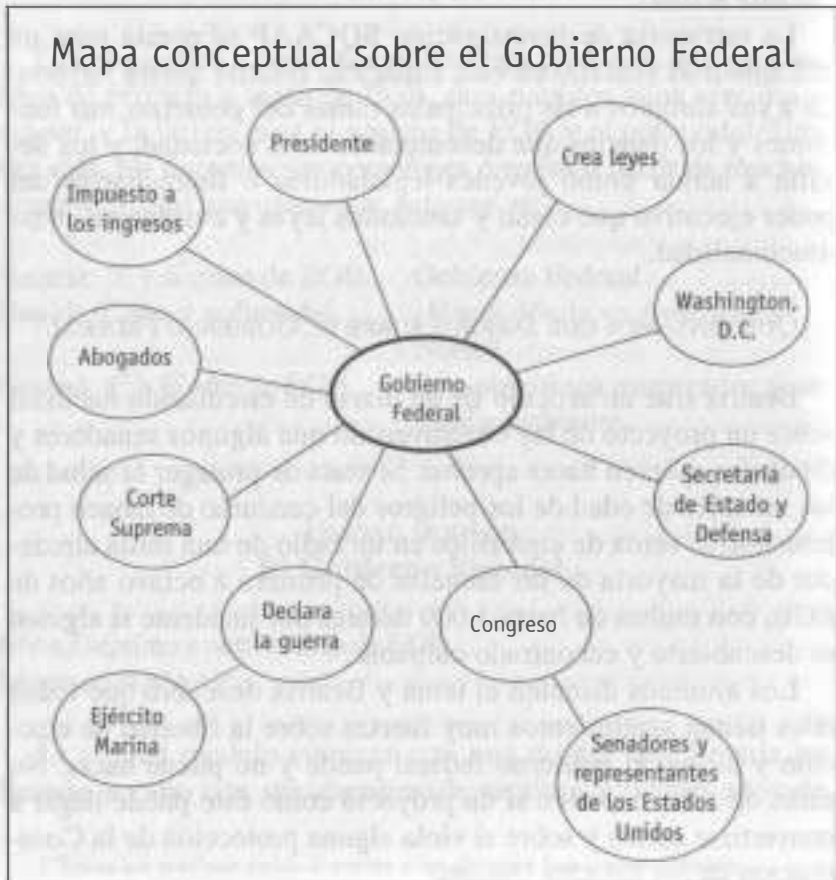 Mapa conceptual sobre el Gobierno Federal
Presidente
Crea leyes
Impuesto a
los ingresos
Washington,
D.C.
Abogados
Gobierno
Federal
Corte
Suprema
Secretaría
de Estado y
Defensa
Declara
la guerra
Congreso
Ejército
Marina
Senadores y
representantes
de los Estados
Unidos